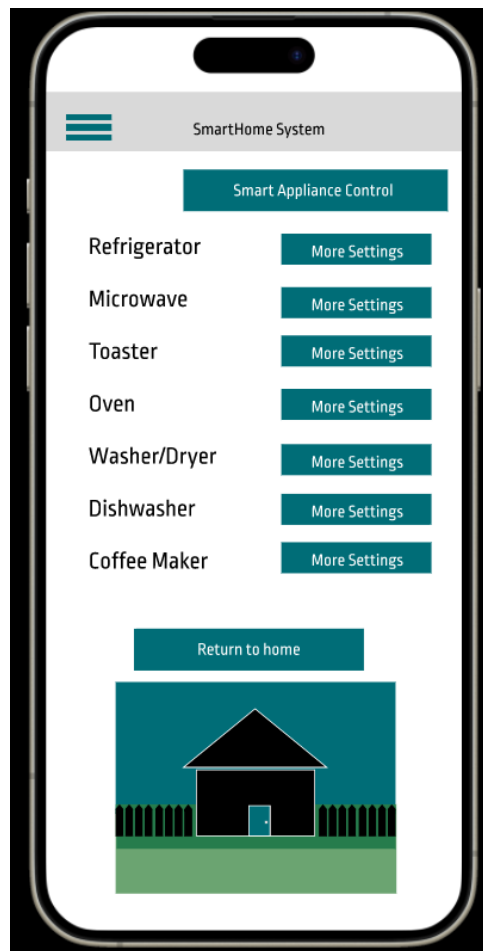 SmartHome System
Smart Appliance Control
Refrigerator More Settings
Microwave More Settings
Toaster More Settings
Oven More Settings
Washer/Dryer More Settings
Dishwasher More Settings
Coffee Maker More Settings
Return to home